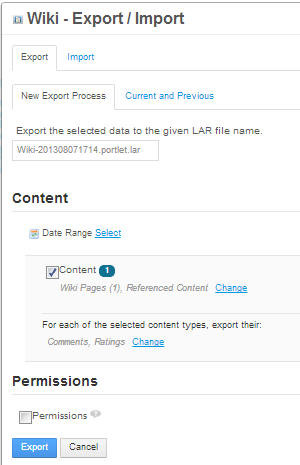 Wiki - Export / Import
Export Import
New Export Process Current and Previous
Export the selected data to the given LAR file name.
Wiki-201308071714.portlet.lar
Content
Date Range Select
Content 1
Wiki Pages (1), Referenced Content Change
For each of the selected content types, export their:
Comments, Ratings Change
Permissions
Permissions ?
Export Cancel